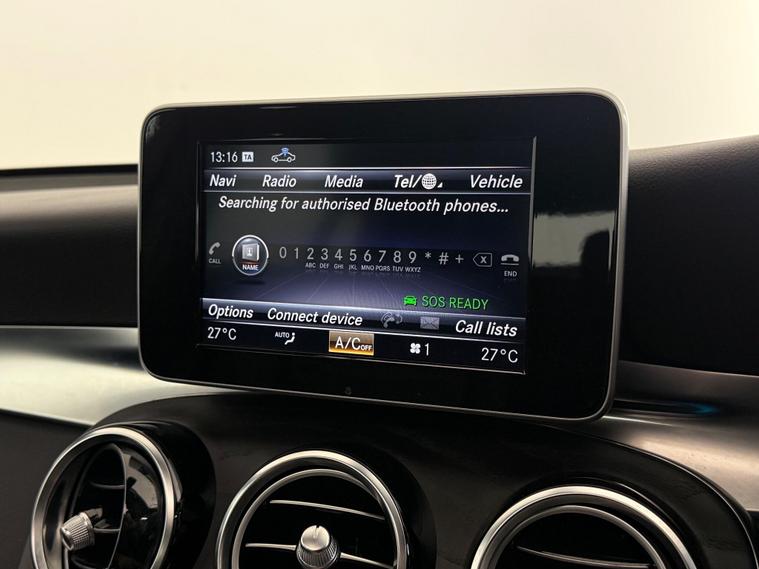 13:16 TA
Navi Radio Media Tel/ Vehicle
Searching for authorised Bluetooth phones...
CALL NAME 0 1 2 3 4 5 6 7 8 9 * # + END
ABC DEF GHI JKL MNO PQRS TUV WXYZ
SOS READY
Options Connect device Call lists
27°C AUTO A/C OFF 1 27°C